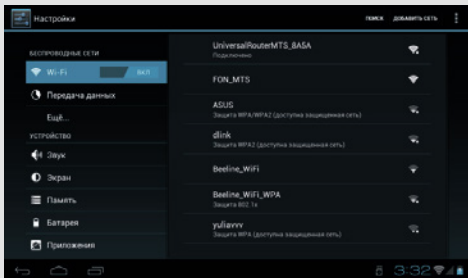 Настройки
ПОИСК ДОБАВИТЬ СЕТЬ
БЕСПРОВОДНЫЕ СЕТИ
Wi-Fi ВКЛ
Передача данных
Ещё...
УСТРОЙСТВО
Звук
Экран
Память
Батарея
Приложения
UniversalRouterMTS_8A5A
Подключено
FON_MTS
ASUS
Защита WPA/WPA2 (доступна защищенная сеть)
dlink
Защита WPA2 (доступна защищенная сеть)
Beeline_WiFi
Beeline_WiFi_WPA
Защита 802.1x
yuliavvv
Защита WPA (доступна защищенная сеть)
3:32